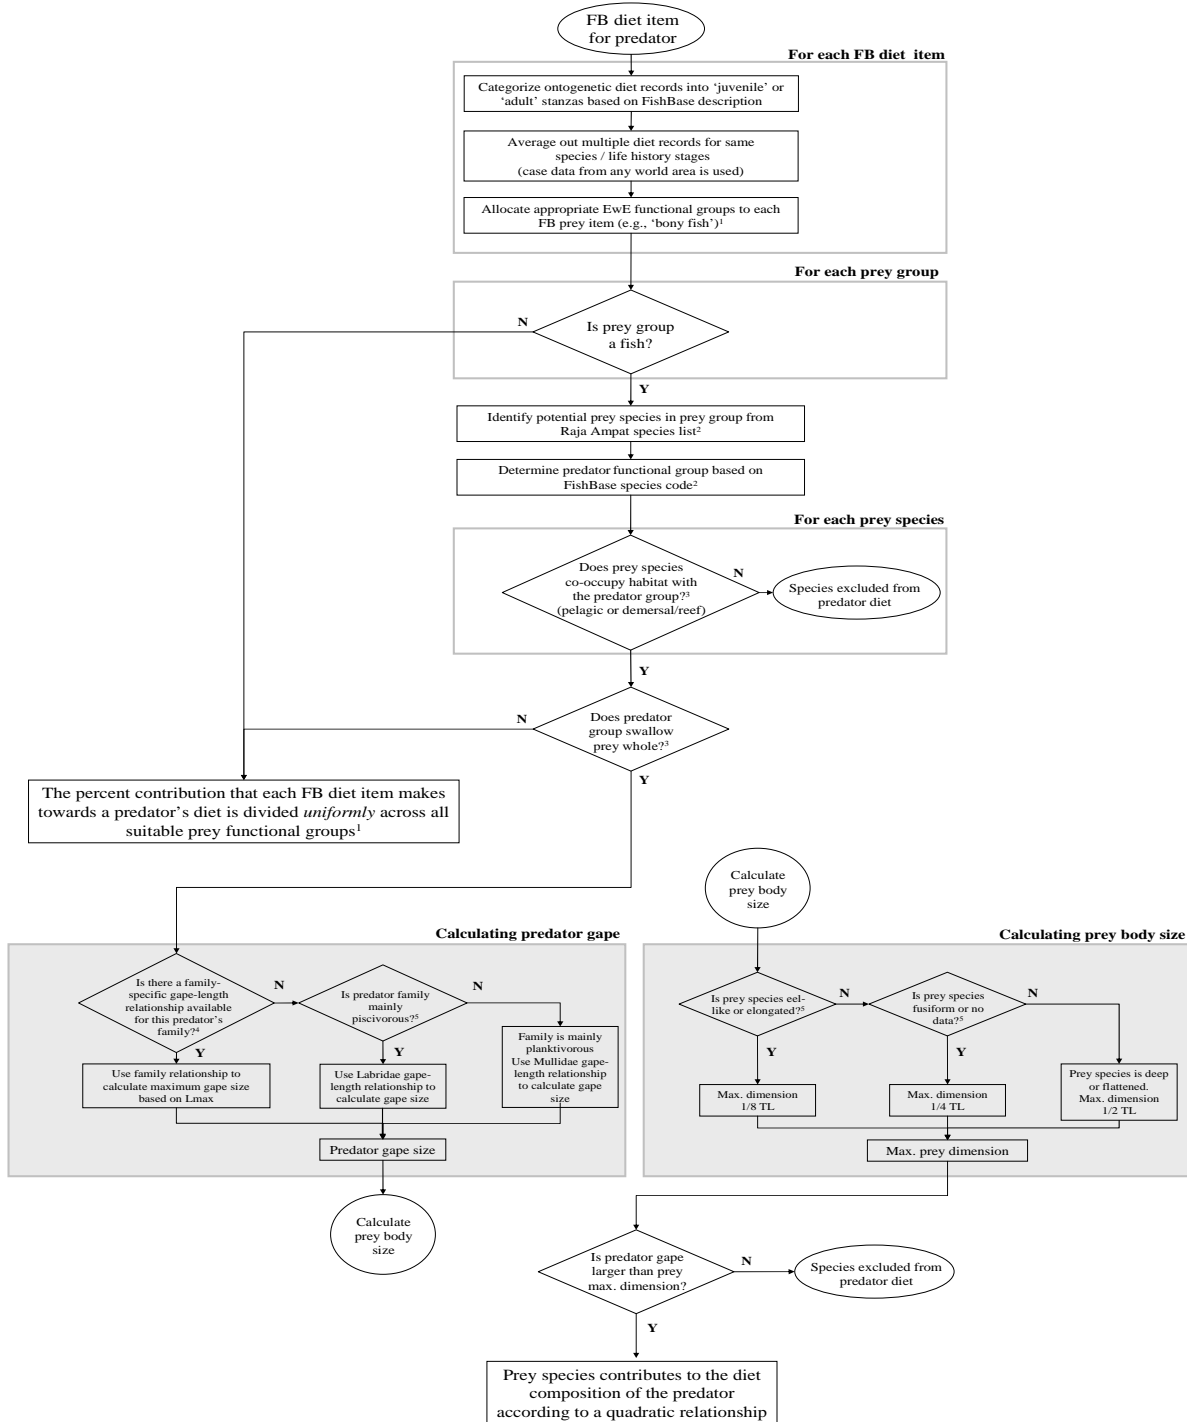 FB diet item
for predator
For each FB diet item
Categorize ontogenetic diet records into ‘juvenile’ or
‘adult’ stanzas based on FishBase description
Average out multiple diet records for same
species / life history stages
(case data from any world area is used)
Allocate appropriate EwE functional groups to each
FB prey item (e.g., ‘bony fish’)¹
For each prey group
N
Is prey group
a fish?
Y
Identify potential prey species in prey group from
Raja Ampat species list²
Determine predator functional group based on
FishBase species code²
For each prey species
Does prey species
co-occupy habitat with
the predator group?³
(pelagic or demersal/reef)
N
Species excluded from
predator diet
Y
N
Does predator
group swallow
prey whole?³
Y
The percent contribution that each FB diet item makes
towards a predator’s diet is divided uniformly across all
suitable prey functional groups¹
Calculate
prey body
size
Calculating predator gape
Is there a family-
specific gape-length
relationship available
for this predator’s
family?⁴
N
Is predator family
mainly
piscivorous?⁵
N
Y
Y
Use family relationship to
calculate maximum gape size
based on Lmax
Use Labridae gape-
length relationship to
calculate gape size
Family is mainly
planktivorous
Use Mullidae gape-
length relationship
to calculate gape
size
Predator gape size
Calculate
prey body
size
Calculating prey body size
Is prey species eel-
like or elongated?⁵
N
Is prey species
fusiform or no
data?⁵
N
Y
Y
Max. dimension
1/8 TL
Max. dimension
1/4 TL
Prey species is deep
or flattened.
Max. dimension
1/2 TL
Max. prey dimension
Is predator gape
larger than prey
max. dimension?
N
Species excluded from
predator diet
Y
Prey species contributes to the diet
composition of the predator
according to a quadratic relationship